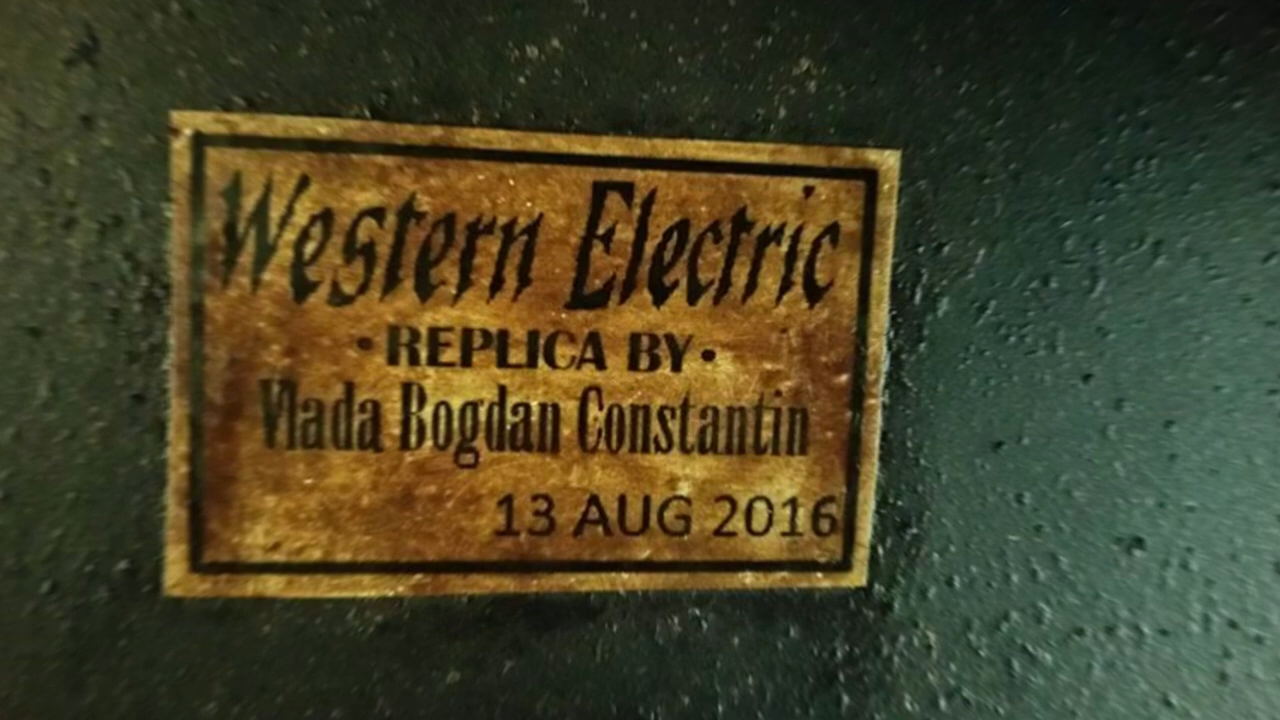 Western Electric
• REPLICA BY •
Vlada Bogdan Constantin
13 AUG 2016